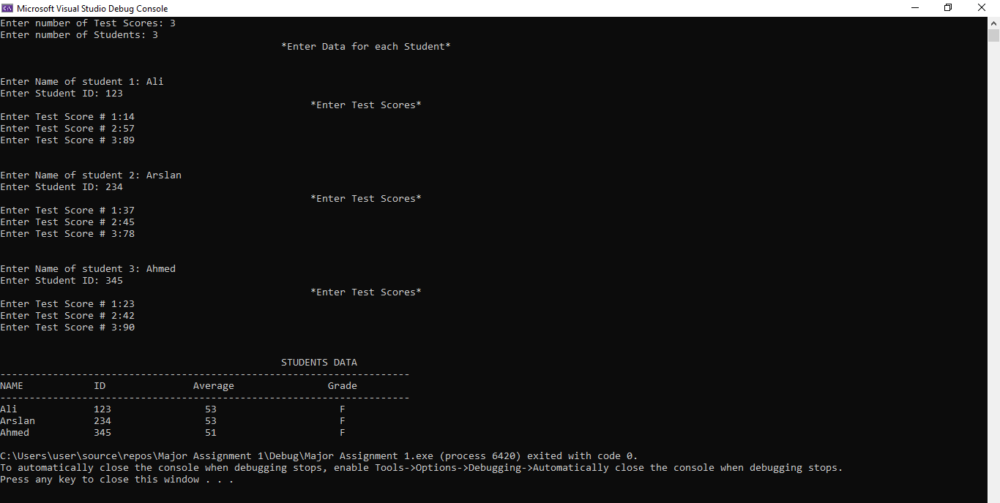 Microsoft Visual Studio Debug Console
Enter number of Test Scores: 3
Enter number of Students: 3
*Enter Data for each Student*
Enter Name of student 1: Ali
Enter Student ID: 123
*Enter Test Scores*
Enter Test Score # 1:14
Enter Test Score # 2:57
Enter Test Score # 3:89
Enter Name of student 2: Arslan
Enter Student ID: 234
*Enter Test Scores*
Enter Test Score # 1:37
Enter Test Score # 2:45
Enter Test Score # 3:78
Enter Name of student 3: Ahmed
Enter Student ID: 345
*Enter Test Scores*
Enter Test Score # 1:23
Enter Test Score # 2:42
Enter Test Score # 3:90
STUDENTS DATA
----------------------------------------------------------------------
NAME ID Average Grade
----------------------------------------------------------------------
Ali 123 53 F
Arslan 234 53 F
Ahmed 345 51 F
C:\Users\user\source\repos\Major Assignment 1\Debug\Major Assignment 1.exe (process 6420) exited with code 0.
To automatically close the console when debugging stops, enable Tools->Options->Debugging->Automatically close the console when debugging stops.
Press any key to close this window . . .